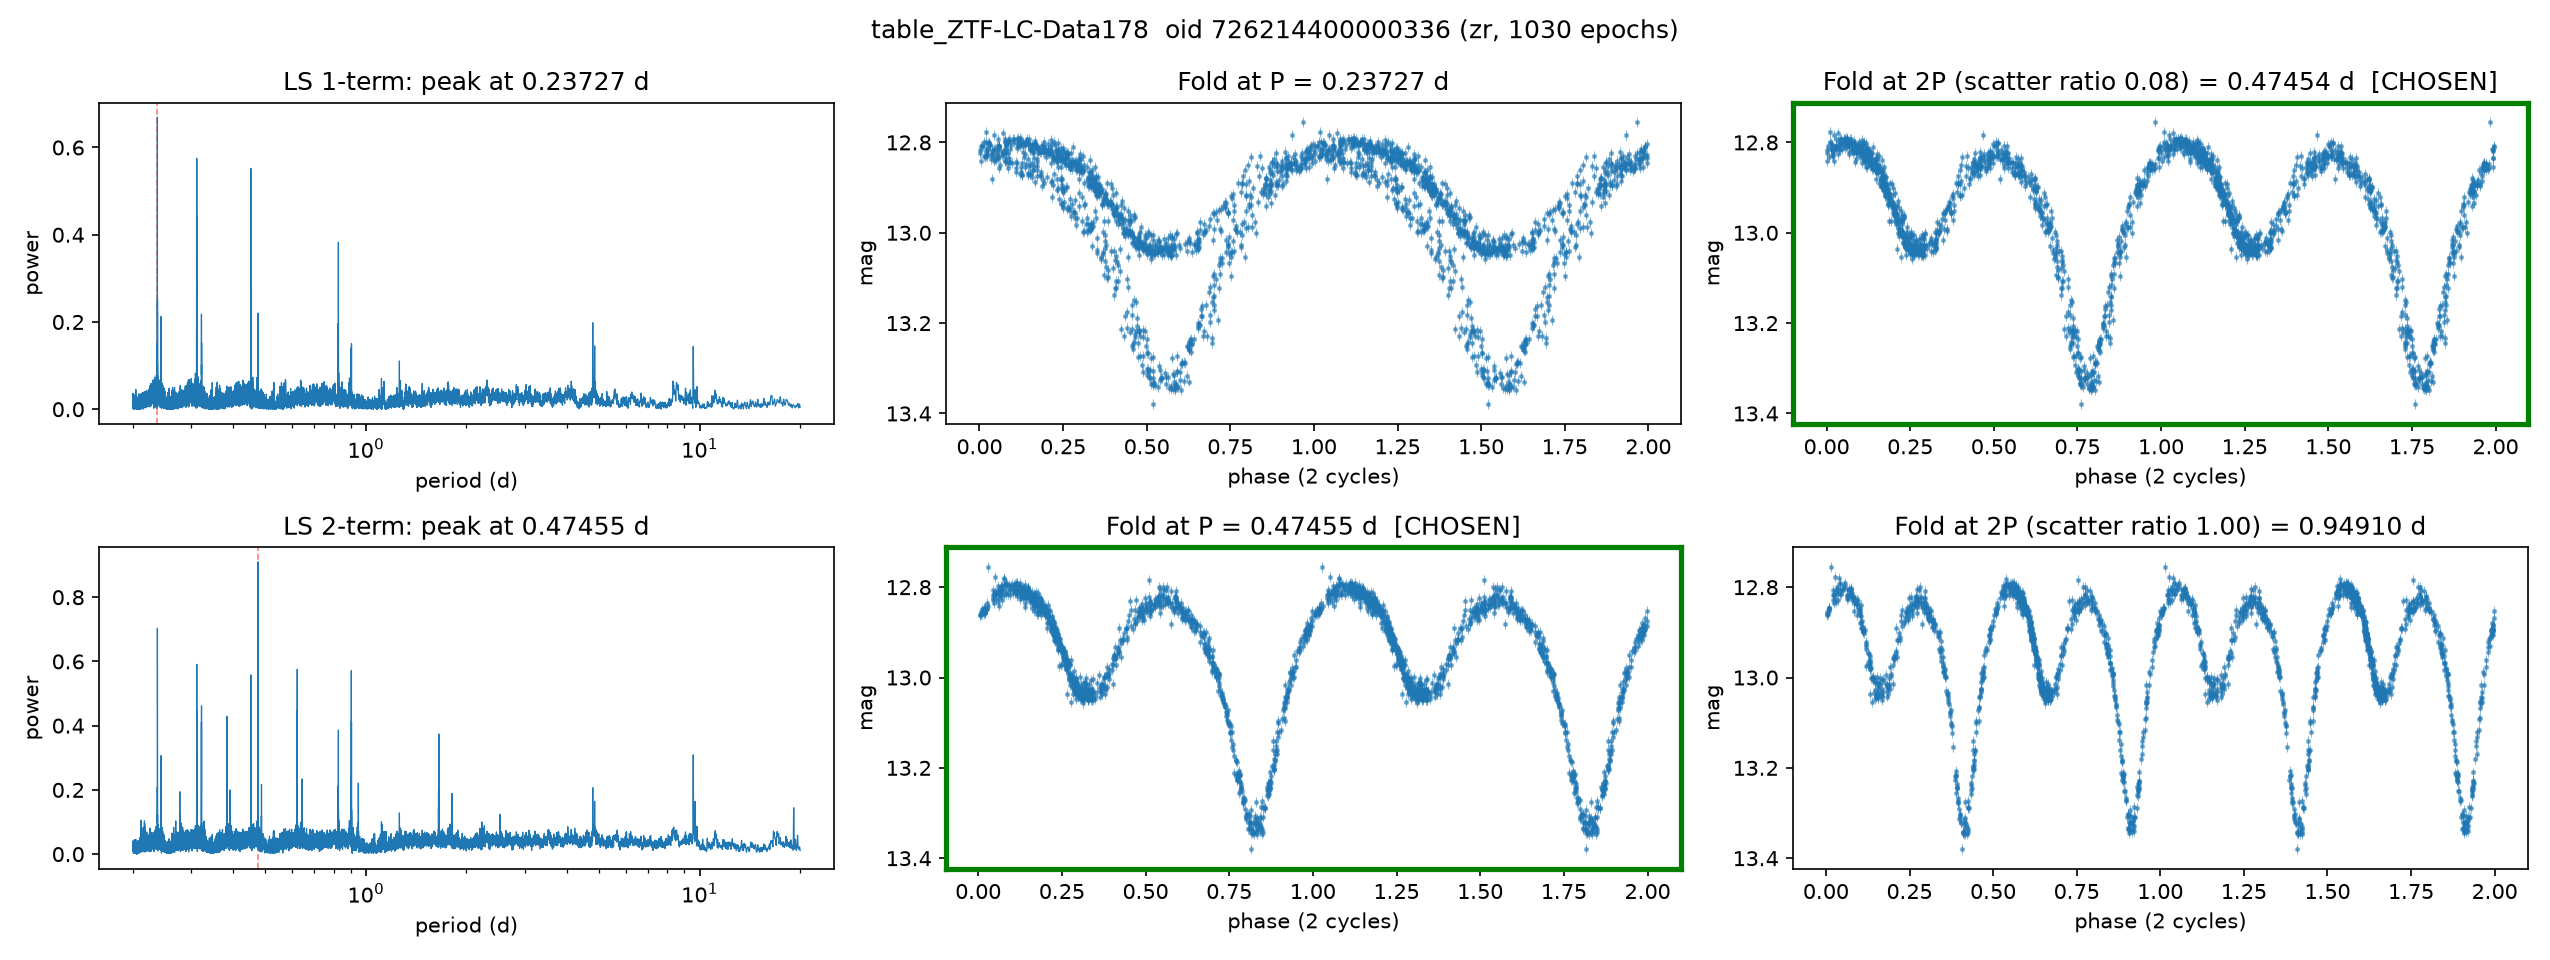 table_ZTF-LC-Data178  oid 726214400000336 (zr, 1030 epochs)
LS 1-term: peak at 0.23727 d
power
0.6
0.4
0.2
0.0
10⁰
10¹
period (d)
Fold at P = 0.23727 d
mag
12.8
13.0
13.2
13.4
0.00 0.25 0.50 0.75 1.00 1.25 1.50 1.75 2.00
phase (2 cycles)
Fold at 2P (scatter ratio 0.08) = 0.47454 d  [CHOSEN]
mag
12.8
13.0
13.2
13.4
0.00 0.25 0.50 0.75 1.00 1.25 1.50 1.75 2.00
phase (2 cycles)
LS 2-term: peak at 0.47455 d
power
0.8
0.6
0.4
0.2
0.0
10⁰
10¹
period (d)
Fold at P = 0.47455 d  [CHOSEN]
mag
12.8
13.0
13.2
13.4
0.00 0.25 0.50 0.75 1.00 1.25 1.50 1.75 2.00
phase (2 cycles)
Fold at 2P (scatter ratio 1.00) = 0.94910 d
mag
12.8
13.0
13.2
13.4
0.00 0.25 0.50 0.75 1.00 1.25 1.50 1.75 2.00
phase (2 cycles)